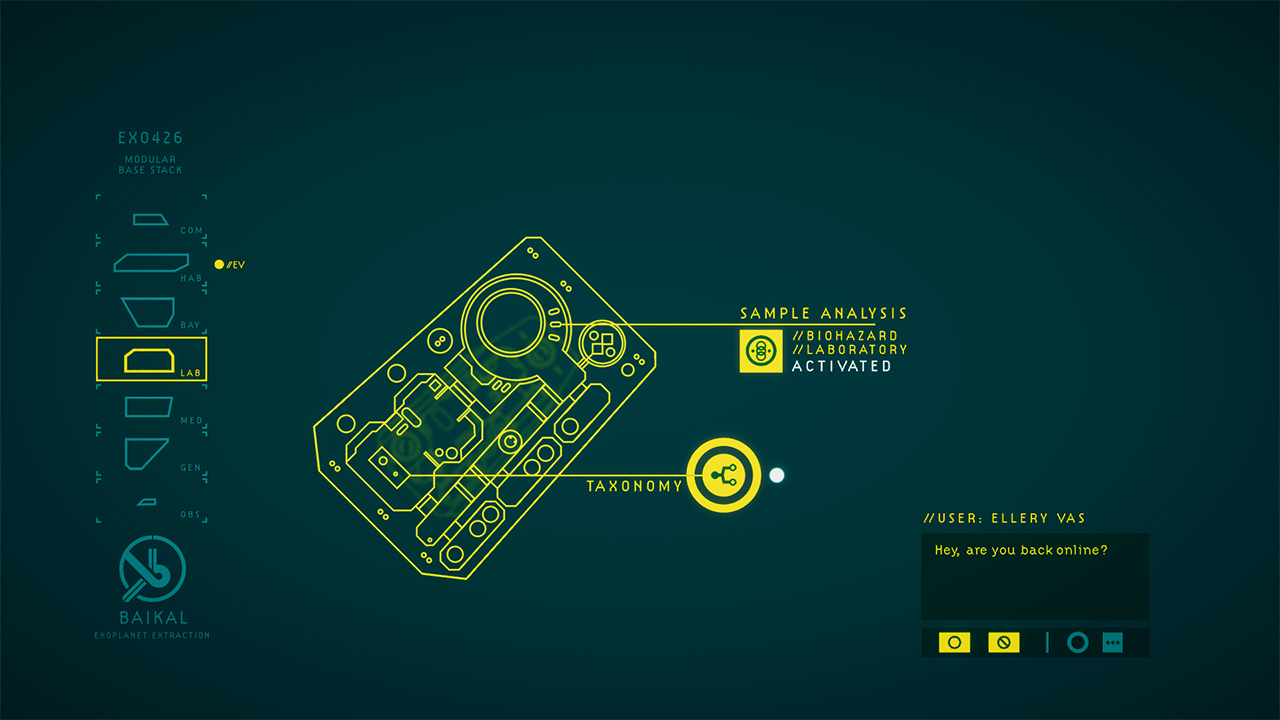 EXO426
MODULAR
BASE STACK
COM
//EV
HAB
BAY
LAB
MED
GEN
OBS
BAIKAL
EXOPLANET EXTRACTION
SAMPLE ANALYSIS
//BIOHAZARD
//LABORATORY
ACTIVATED
TAXONOMY
//USER: ELLERY VAS
Hey, are you back online?